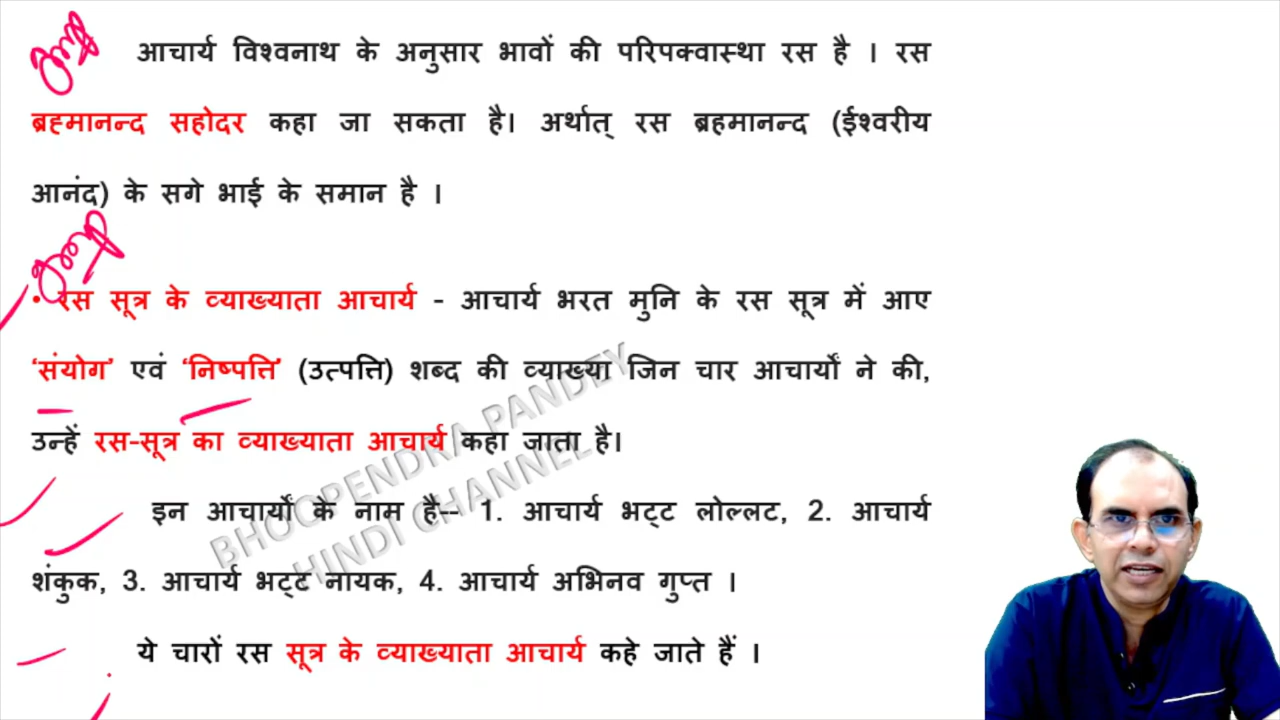 आचार्य विश्वनाथ के अनुसार भावों की परिपक्वास्था रस है । रस
ब्रह्मानन्द सहोदर कहा जा सकता है। अर्थात् रस ब्रहमानन्द (ईश्वरीय
आनंद) के सगे भाई के समान है ।
• रस सूत्र के व्याख्याता आचार्य - आचार्य भरत मुनि के रस सूत्र में आए
‘संयोग’ एवं ‘निष्पत्ति’ (उत्पत्ति) शब्द की व्याख्या जिन चार आचार्यों ने की,
उन्हें रस-सूत्र का व्याख्याता आचार्य कहा जाता है।
इन आचार्यों के नाम है-- 1. आचार्य भट्ट लोल्लट, 2. आचार्य
शंकुक, 3. आचार्य भट्ट नायक, 4. आचार्य अभिनव गुप्त ।
ये चारों रस सूत्र के व्याख्याता आचार्य कहे जाते हैं ।
BHOOPENDRA PANDEY
HINDI CHANNEL